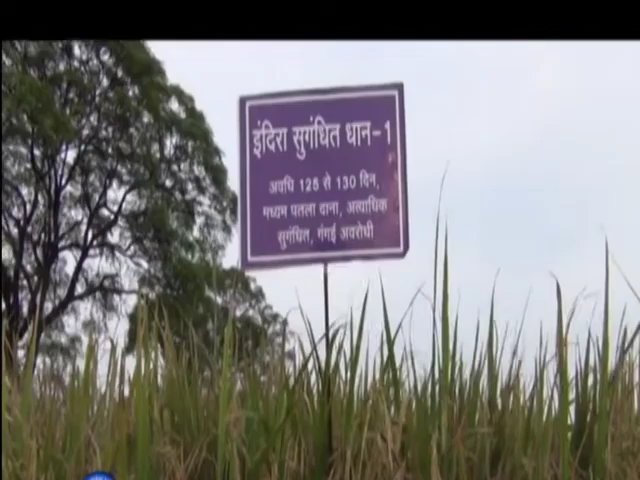 इंदिरा सुगंधित धान-1
अवधि 125 से 130 दिन,
मध्यम पतला दाना, अत्याधिक
सुगंधित, गंगई अवरोधी